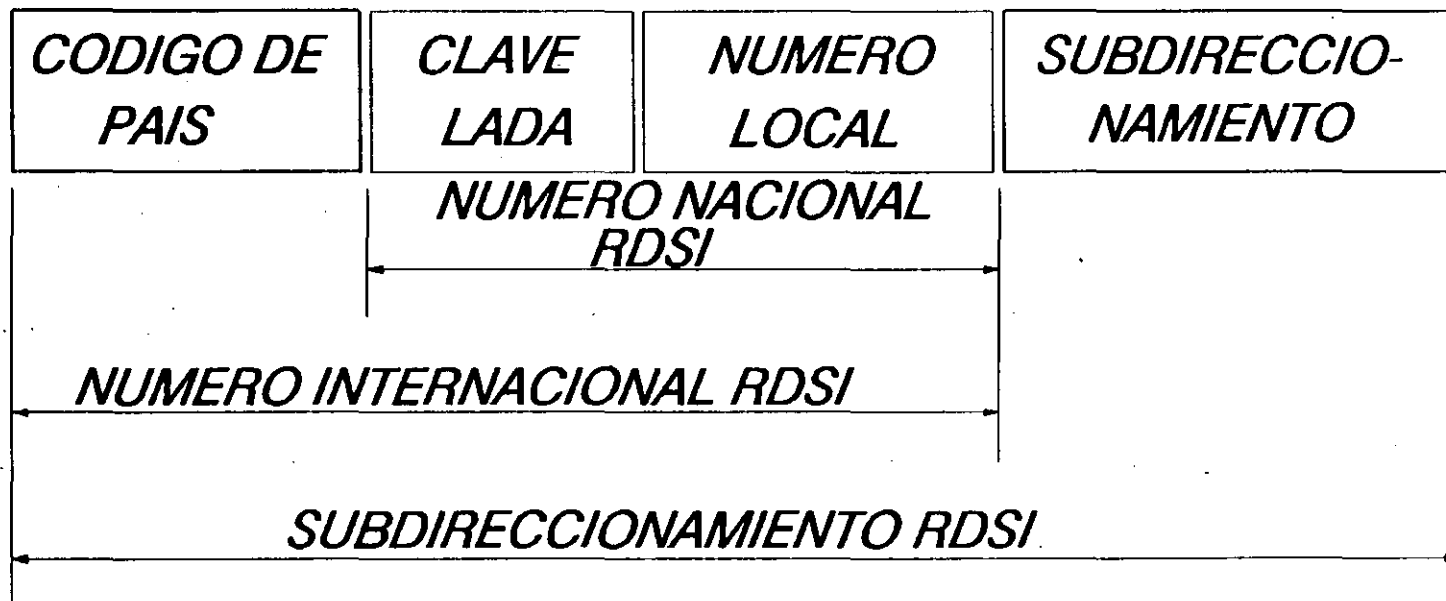 CODIGO DE
PAIS
CLAVE
LADA
NUMERO
LOCAL
SUBDIRECCIO-
NAMIENTO
NUMERO NACIONAL
RDSI
NUMERO INTERNACIONAL RDSI
SUBDIRECCIONAMIENTO RDSI